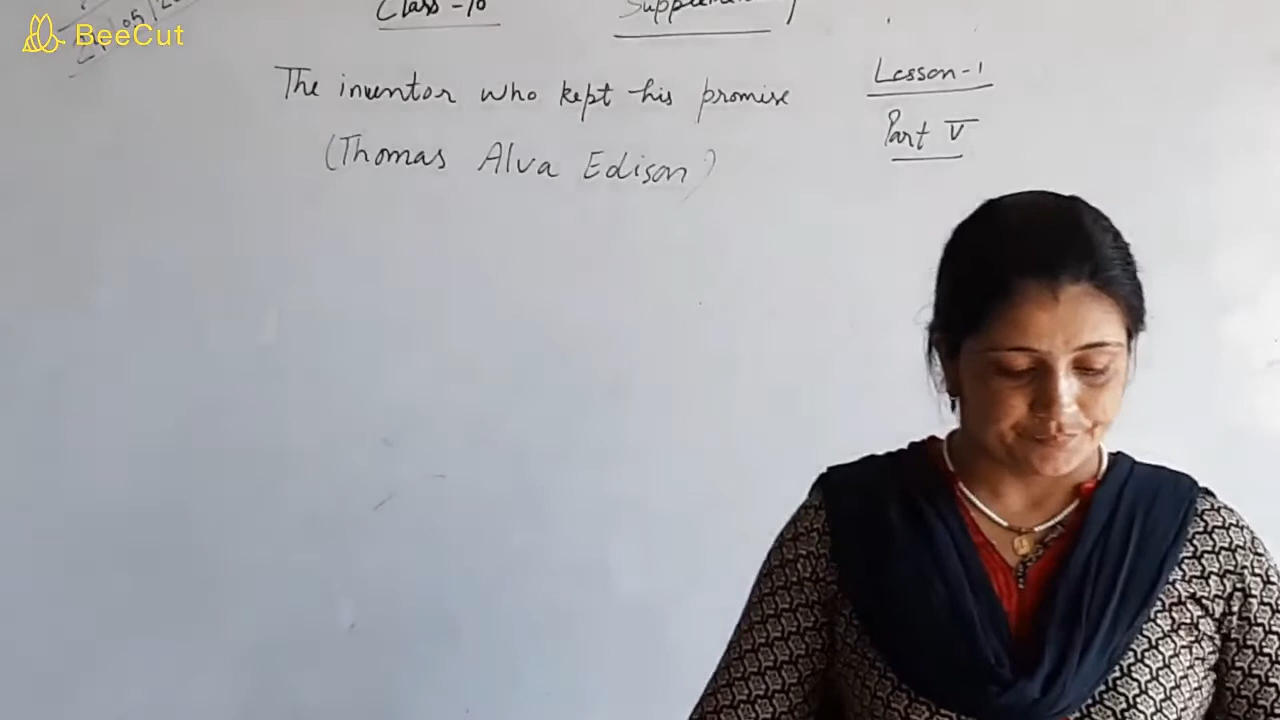 BeeCut
Class-10
The inventor who kept his promise
(Thomas Alva Edison)
Lesson-1
Part V